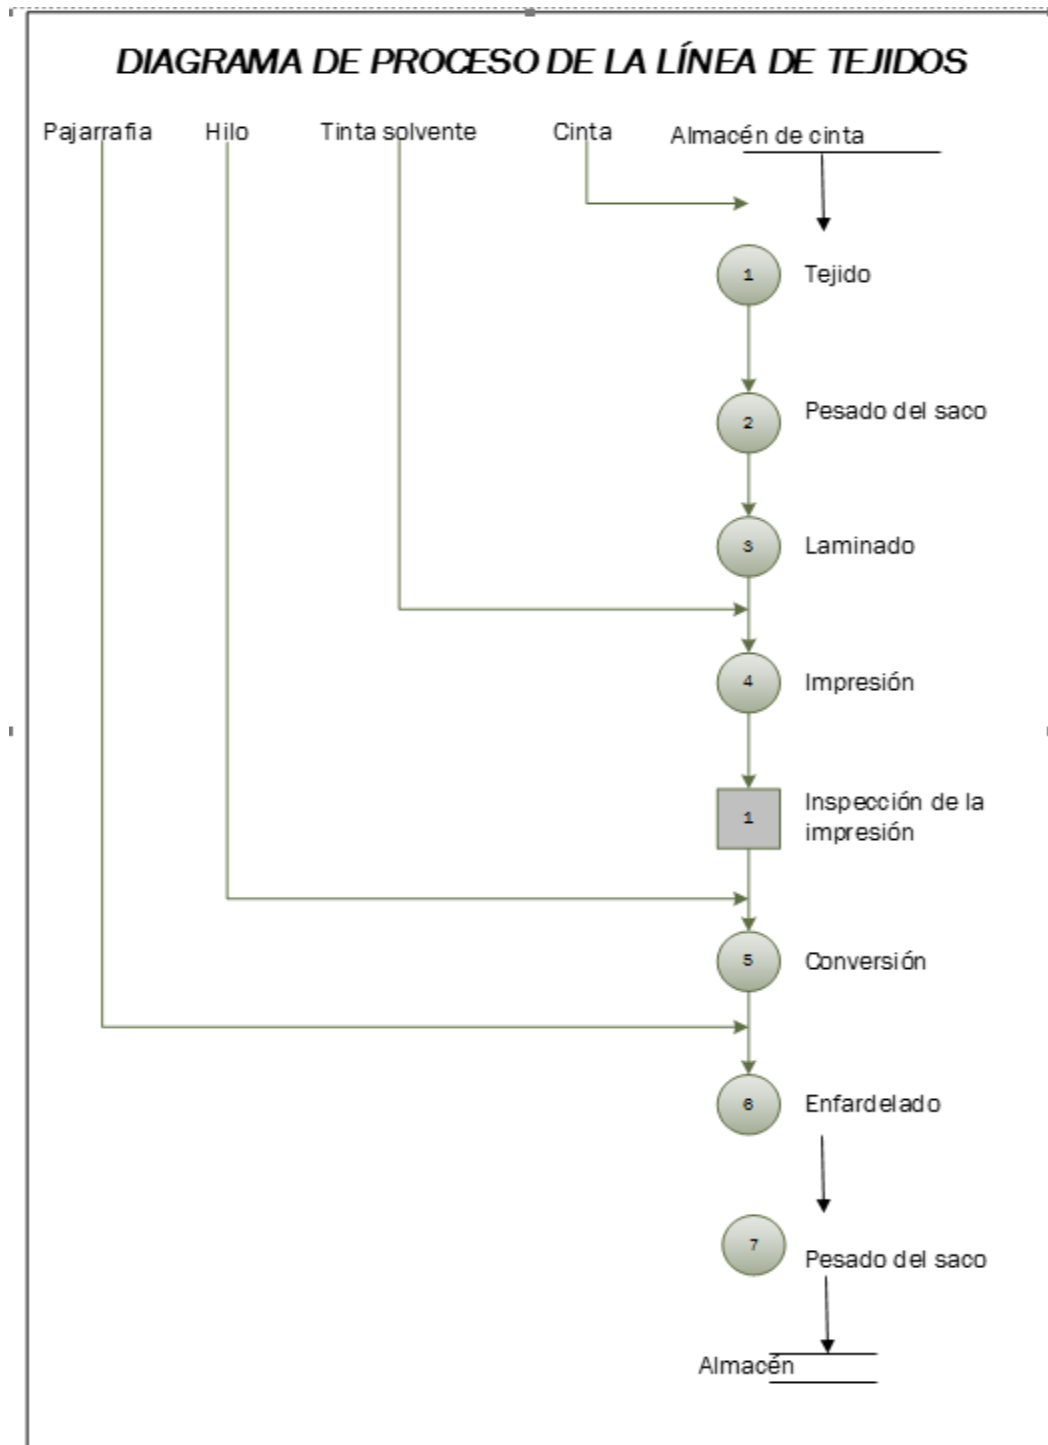 DIAGRAMA DE PROCESO DE LA LÍNEA DE TEJIDOS
Pajarrafia
Hilo
Tinta solvente
Cinta
Almacén de cinta
1
Tejido
2
Pesado del saco
3
Laminado
4
Impresión
1
Inspección de la
impresión
5
Conversión
6
Enfardelado
7
Pesado del saco
Almacén